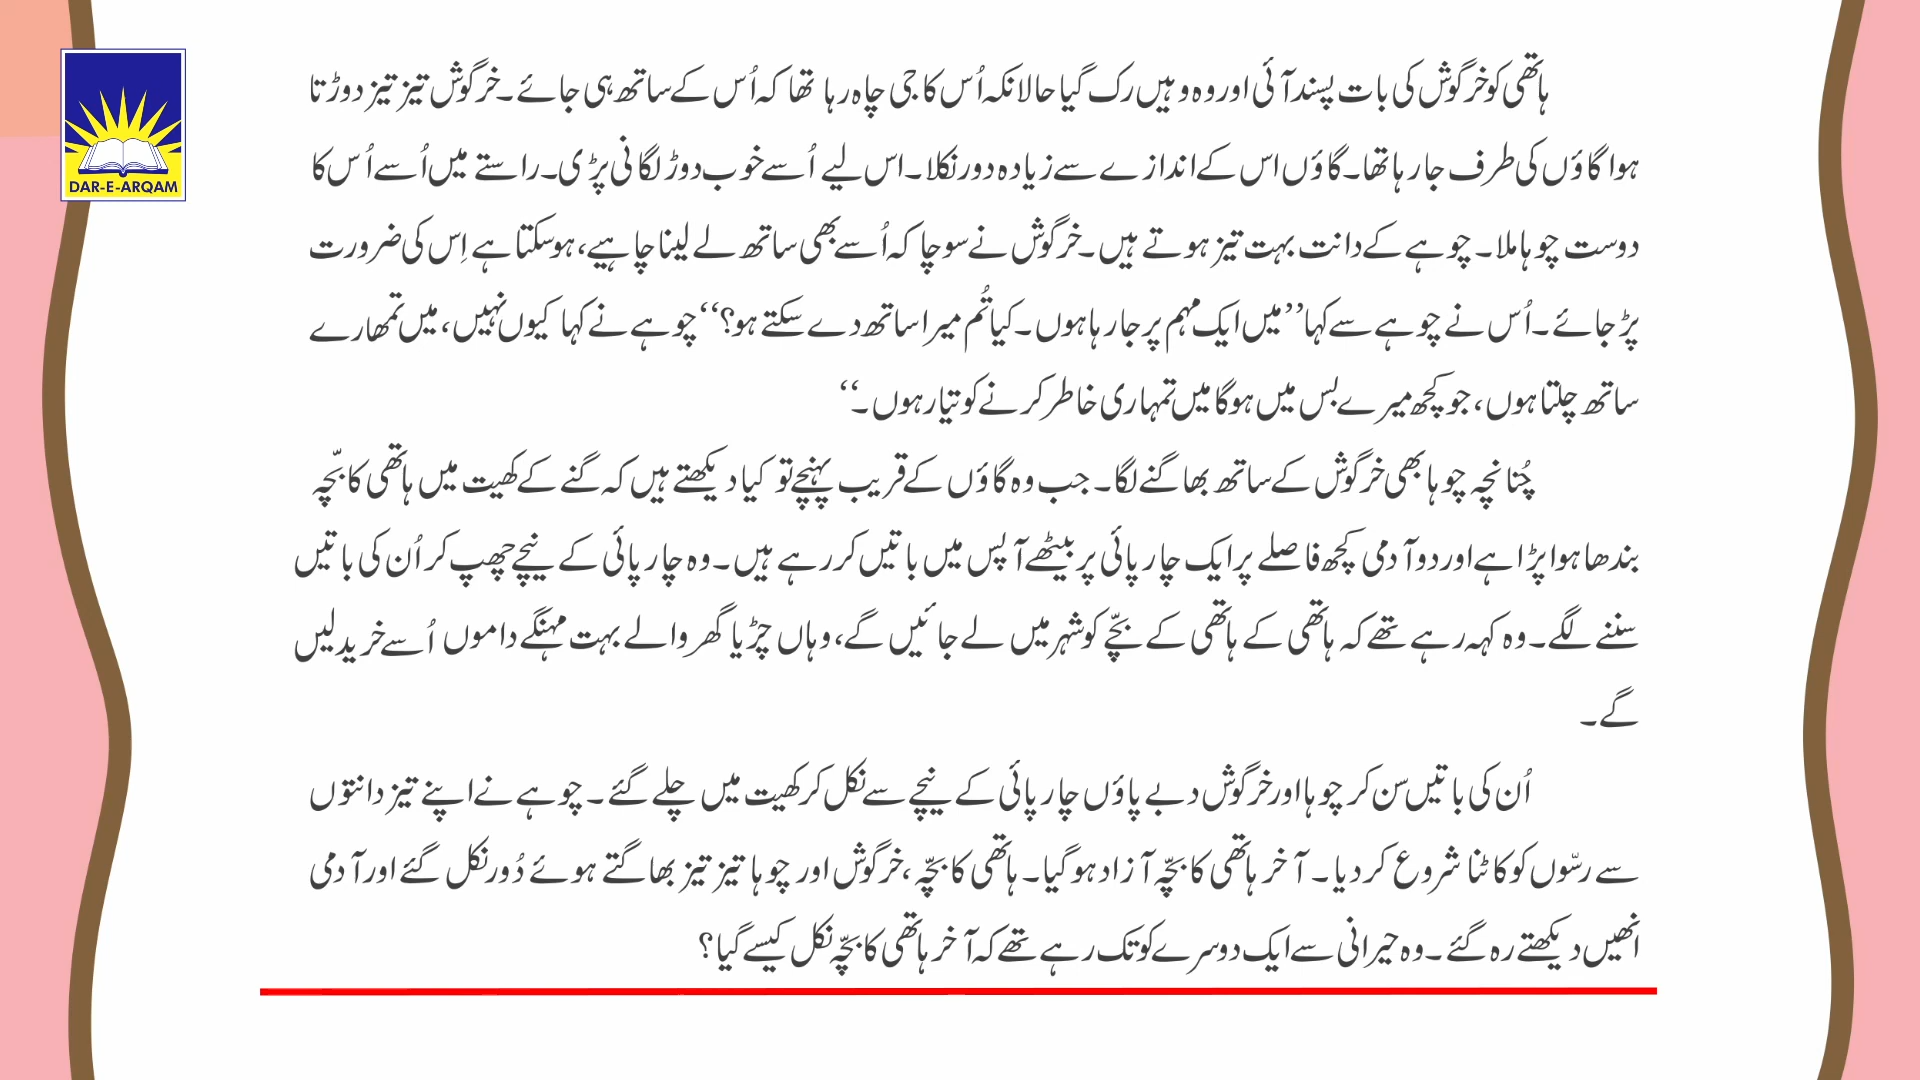 ہاتھی کو خرگوش کی بات پسند آئی اور وہ وہیں رک گیا حالانکہ اُس کا جی چاہ رہا تھا کہ اُس کے ساتھ ہی جائے۔ خرگوش تیز تیز دوڑتا
ہوا گاؤں کی طرف جا رہا تھا۔ گاؤں اس کے اندازے سے زیادہ دور نکلا۔ اس لیے اُسے خوب دوڑ لگانی پڑی۔ راستے میں اُسے اُس کا
دوست چوہا ملا۔ چوہے کے دانت بہت تیز ہوتے ہیں۔ خرگوش نے سوچا کہ اُسے بھی ساتھ لے لینا چاہیے، ہو سکتا ہے اِس کی ضرورت
پڑ جائے۔ اُس نے چوہے سے کہا ’’میں ایک مہم پر جا رہا ہوں۔ کیا تُم میرا ساتھ دے سکتے ہو؟‘‘ چوہے نے کہا کیوں نہیں، میں تمھارے
ساتھ چلتا ہوں، جو کچھ میرے بس میں ہوگا میں تمہاری خاطر کرنے کو تیار ہوں۔‘‘
چُنانچہ چوہا بھی خرگوش کے ساتھ بھاگنے لگا۔ جب وہ گاؤں کے قریب پہنچے تو کیا دیکھتے ہیں کہ گنے کے کھیت میں ہاتھی کا بچّہ
بندھا ہوا پڑا ہے اور دو آدمی کچھ فاصلے پر ایک چارپائی پر بیٹھے آپس میں باتیں کر رہے ہیں۔ وہ چارپائی کے نیچے چھپ کر اُن کی باتیں
سننے لگے۔ وہ کہہ رہے تھے کہ ہاتھی کے ہاتھی کے بچّے کو شہر میں لے جائیں گے، وہاں چڑیا گھر والے بہت مہنگے داموں اُسے خرید لیں
گے۔
اُن کی باتیں سن کر چوہا اور خرگوش دبے پاؤں چارپائی کے نیچے سے نکل کر کھیت میں چلے گئے۔ چوہے نے اپنے تیز دانتوں
سے رسّوں کو کاٹنا شروع کر دیا۔ آخر ہاتھی کا بچّہ آزاد ہو گیا۔ ہاتھی کا بچّہ، خرگوش اور چوہا تیز تیز بھاگتے ہوئے دُور نکل گئے اور آدمی
انھیں دیکھتے رہ گئے۔ وہ حیرانی سے ایک دوسرے کو تک رہے تھے کہ آخر ہاتھی کا بچّہ نکل کیسے گیا؟
DAR-E-ARQAM